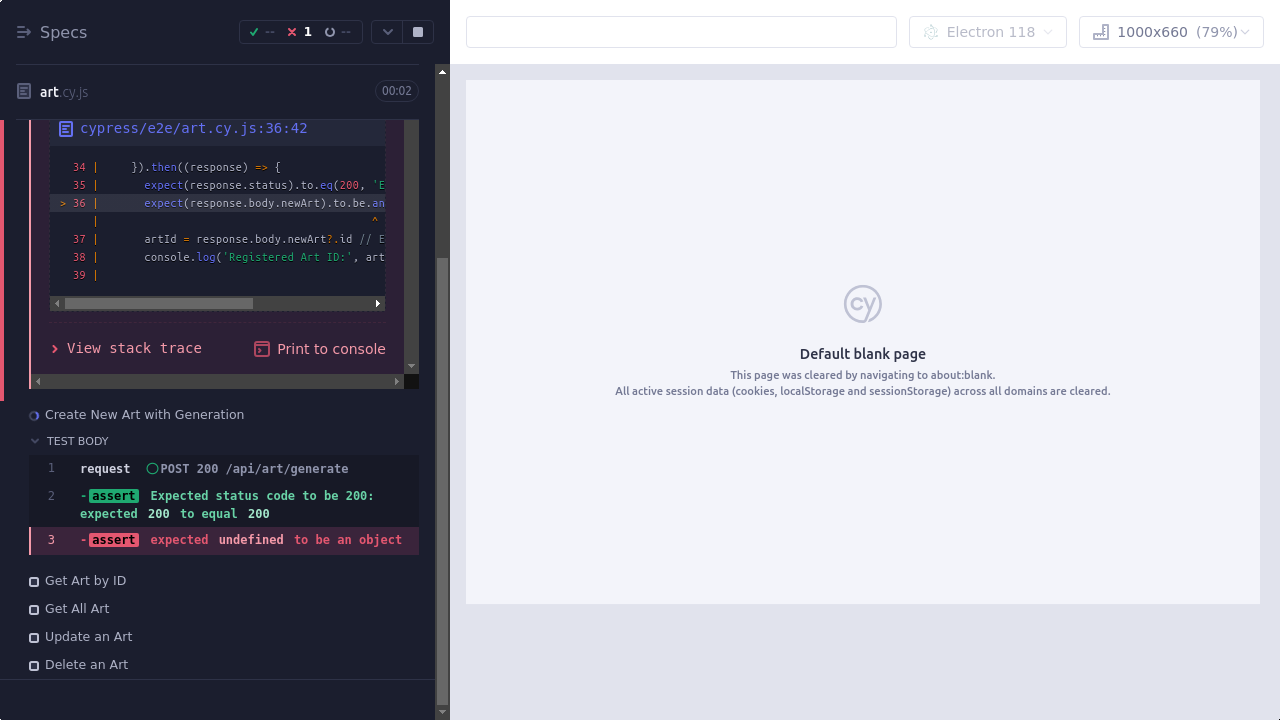 Specs
-- 1 --
Electron 118
1000x660 (79%)
art.cy.js
00:02
cypress/e2e/art.cy.js:36:42
34 | }).then((response) => {
35 | expect(response.status).to.eq(200, 'E
> 36 | expect(response.body.newArt).to.be.an
| ^
37 | artId = response.body.newArt?.id // E
38 | console.log('Registered Art ID:', art
39 |
View stack trace
Print to console
Create New Art with Generation
TEST BODY
1 request POST 200 /api/art/generate
2 -assert Expected status code to be 200:
expected 200 to equal 200
3 -assert expected undefined to be an object
Get Art by ID
Get All Art
Update an Art
Delete an Art
cy
Default blank page
This page was cleared by navigating to about:blank.
All active session data (cookies, localStorage and sessionStorage) across all domains are cleared.